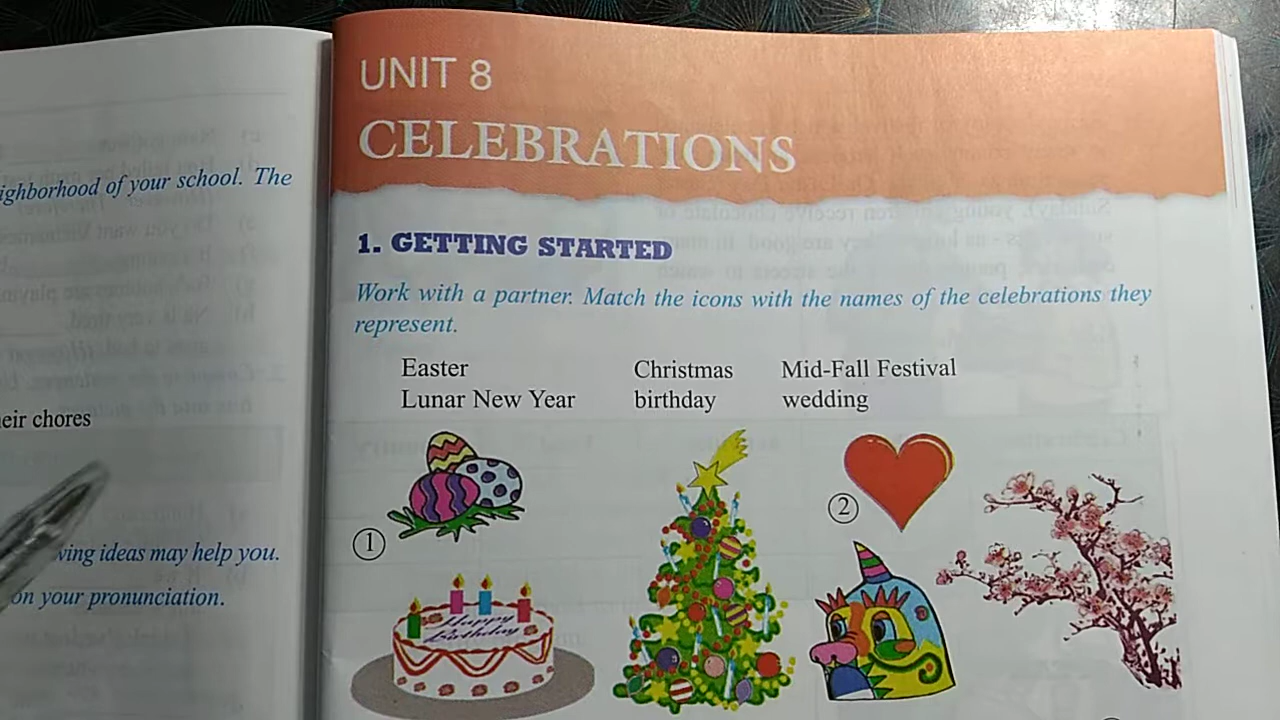 ighborhood of your school. The
eir chores
wing ideas may help you.
on your pronunciation.
UNIT 8
CELEBRATIONS
1. GETTING STARTED
Work with a partner. Match the icons with the names of the celebrations they
represent.
Easter Christmas Mid-Fall Festival
Lunar New Year birthday wedding
1
2
Happy
birthday